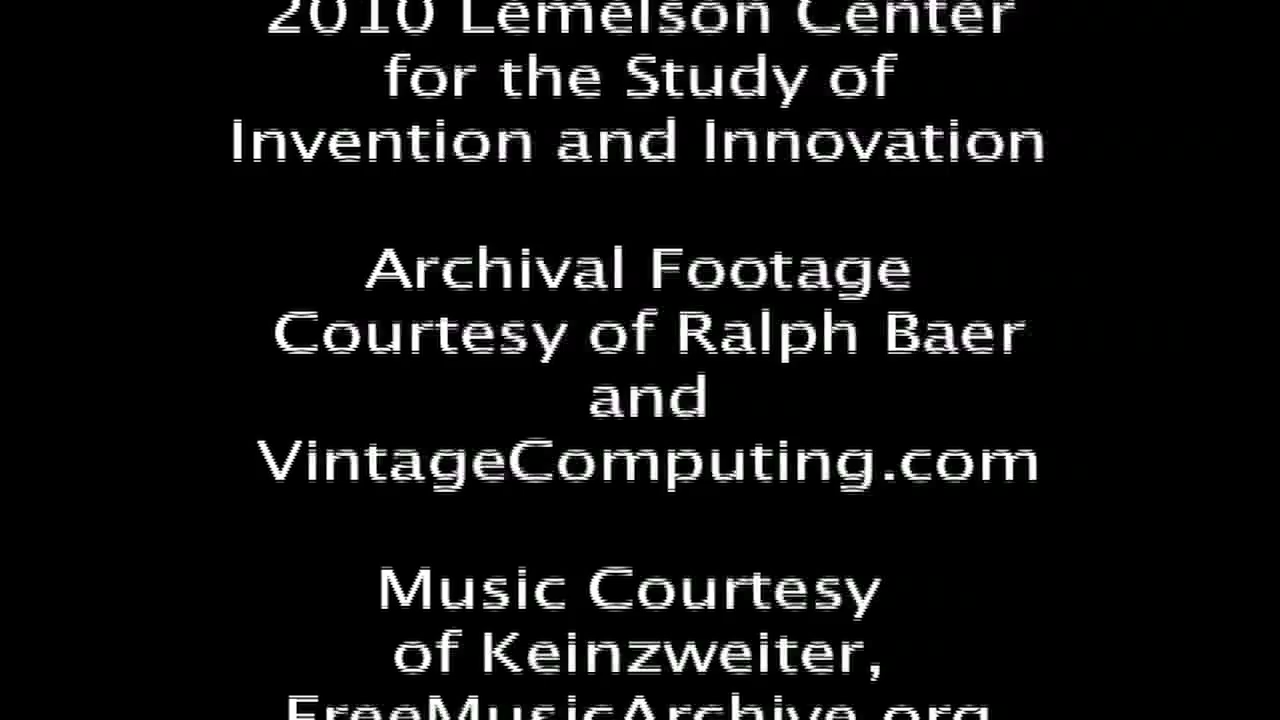 2010 Lemelson Center
for the Study of
Invention and Innovation
Archival Footage
Courtesy of Ralph Baer
and
VintageComputing.com
Music Courtesy
of Keinzweiter,
FreeMusicArchive.org